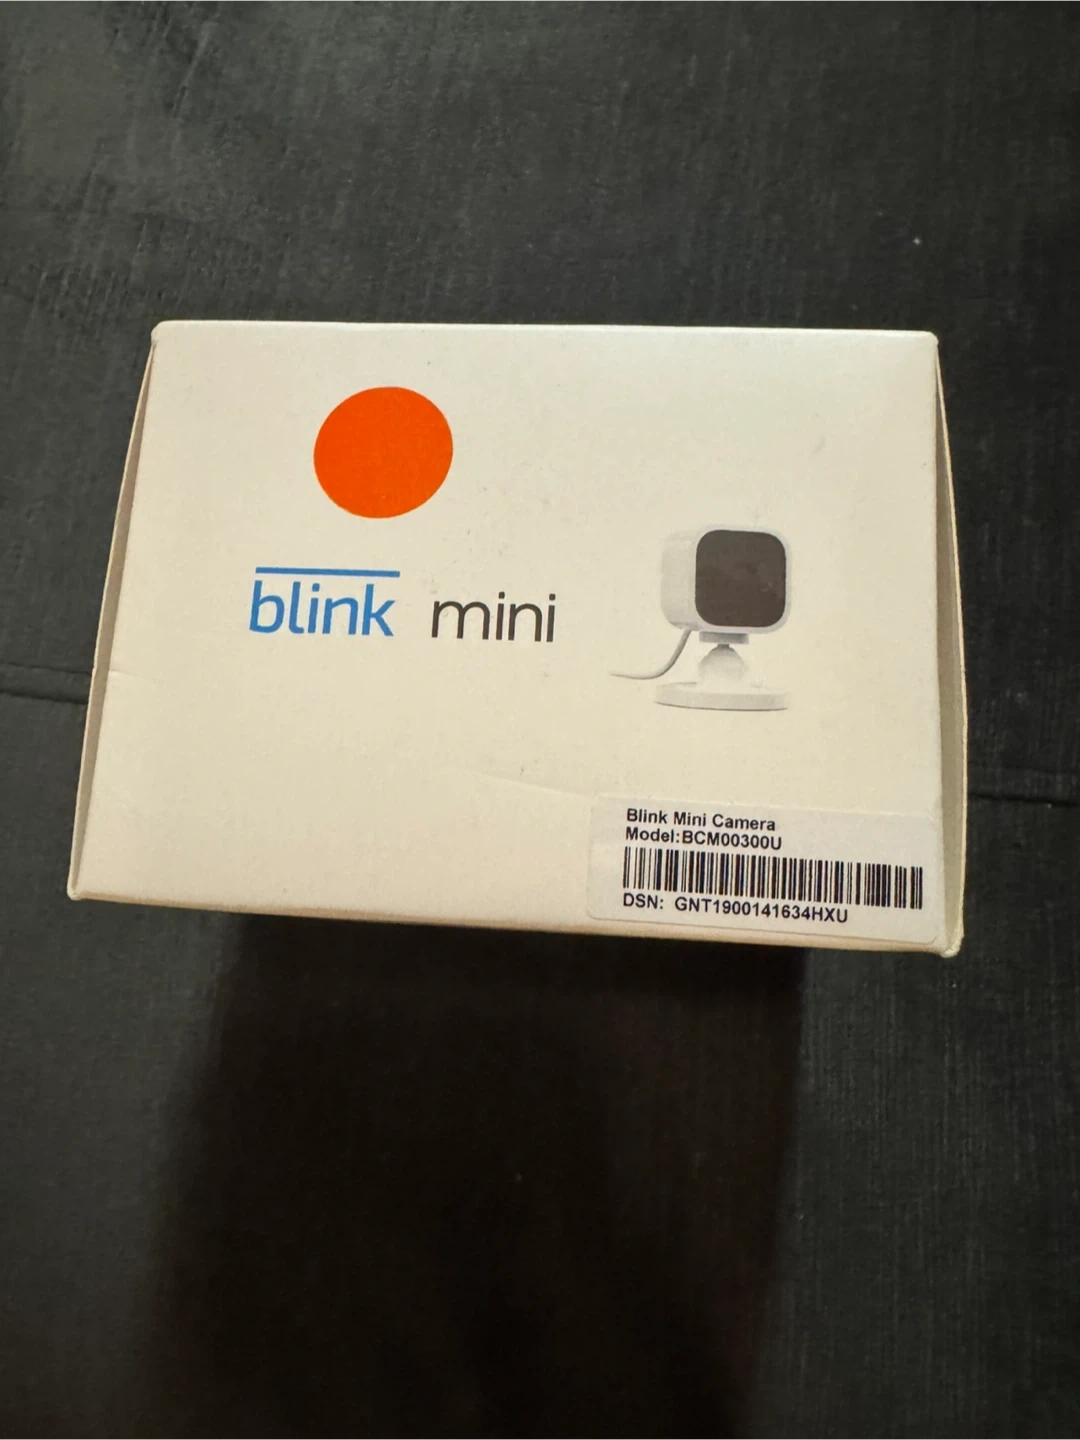 blink mini
Blink Mini Camera
Model:BCM00300U
DSN: GNT1900141634HXU